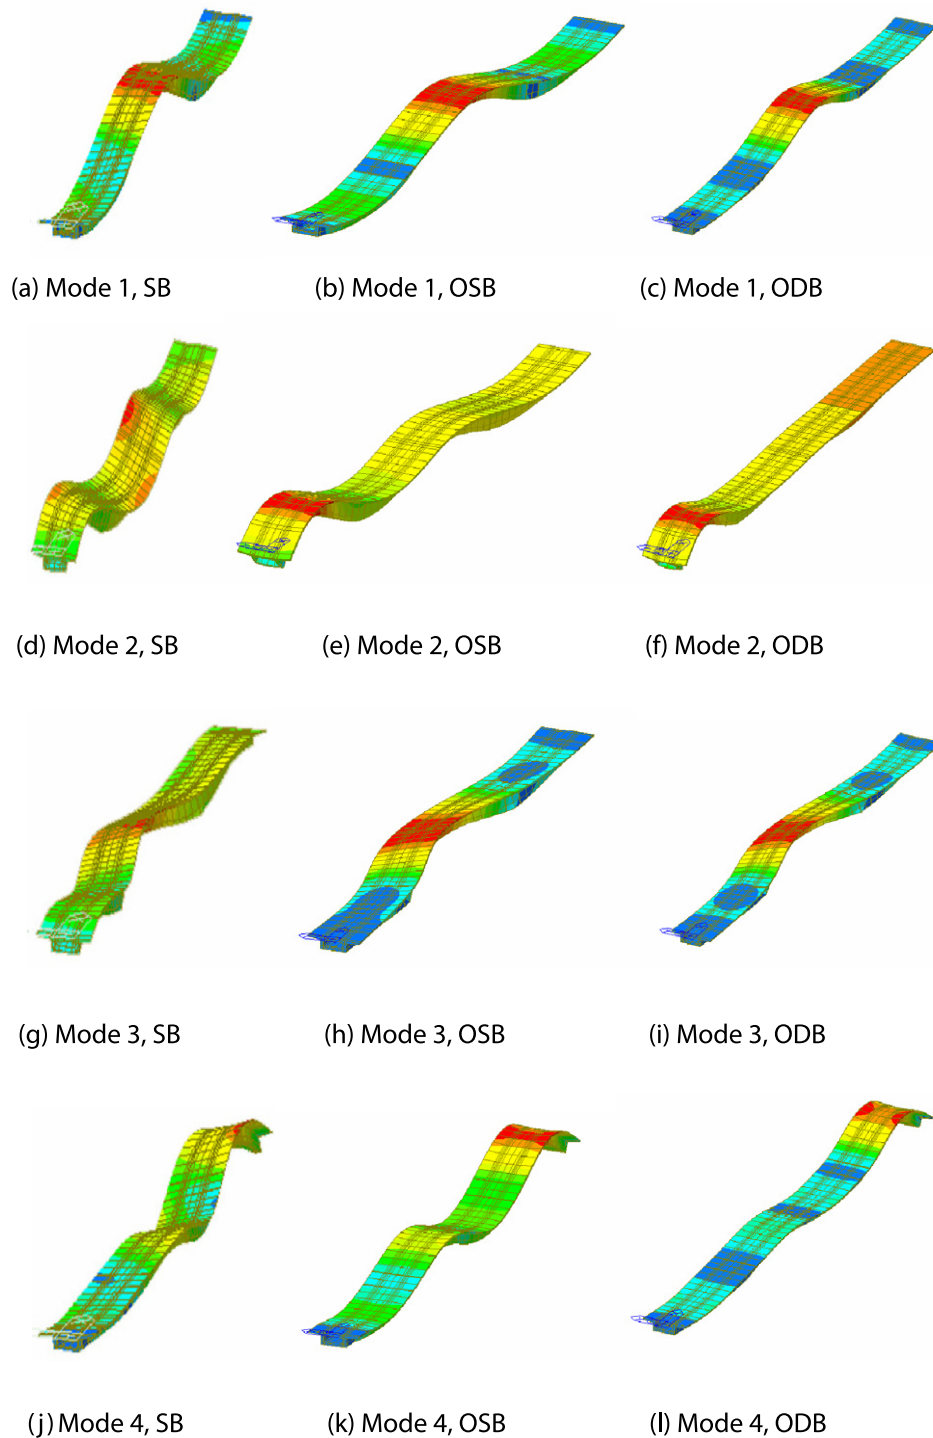 (a) Mode 1, SB
(b) Mode 1, OSB
(c) Mode 1, ODB
(d) Mode 2, SB
(e) Mode 2, OSB
(f) Mode 2, ODB
(g) Mode 3, SB
(h) Mode 3, OSB
(i) Mode 3, ODB
(j) Mode 4, SB
(k) Mode 4, OSB
(l) Mode 4, ODB